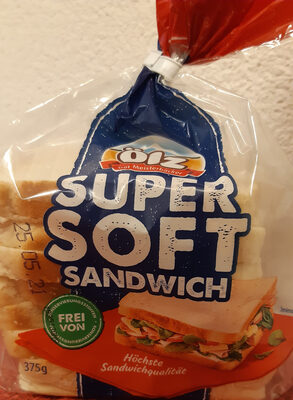 ölz
Der Meisterbäcker
SUPER
SOFT
SANDWICH
25.05.21
FREI
VON
375g
Höchste
Sandwichqualität